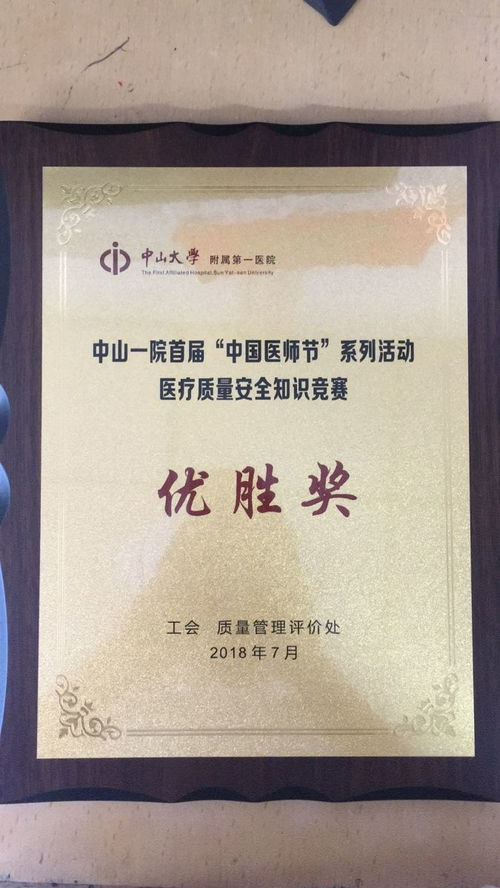 中山大学 附属第一医院
The First Affiliated Hospital, Sun Yat-sen University
中山一院首届“中国医师节”系列活动
医疗质量安全知识竞赛
优胜奖
工会 质量管理评价处
2018年7月